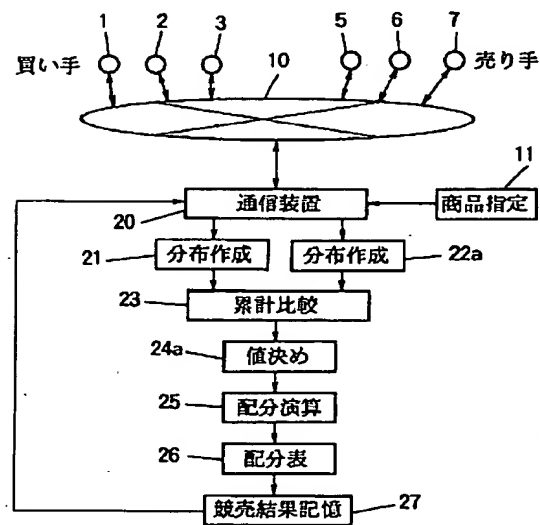 1 2 3 5 6 7
買い手 売り手
10
11
通信装置 商品指定
20
21 分布作成 分布作成 22a
23 累計比較
24a 値決め
25 配分演算
26 配分表
競売結果記憶 27